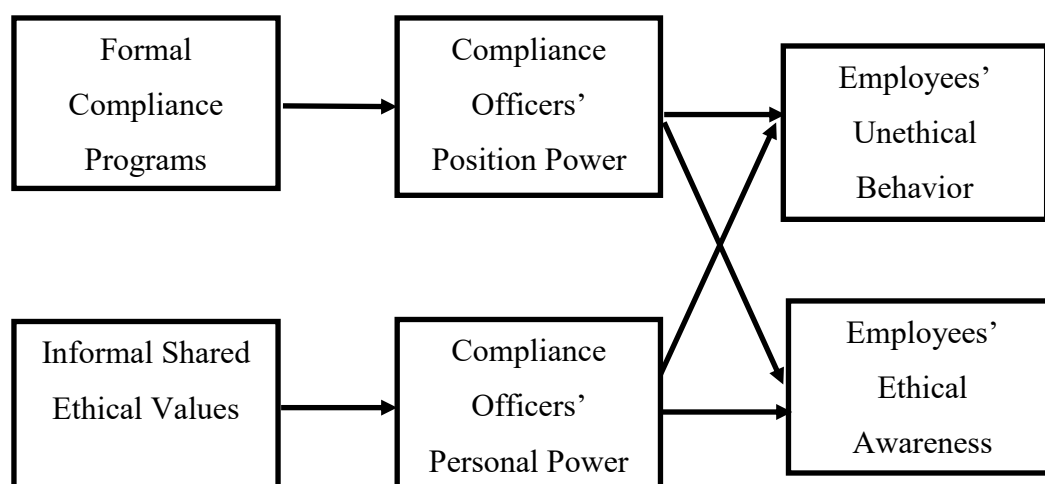 Formal
Compliance
Programs
Compliance
Officers’
Position Power
Employees’
Unethical
Behavior
Informal Shared
Ethical Values
Compliance
Officers’
Personal Power
Employees’
Ethical
Awareness